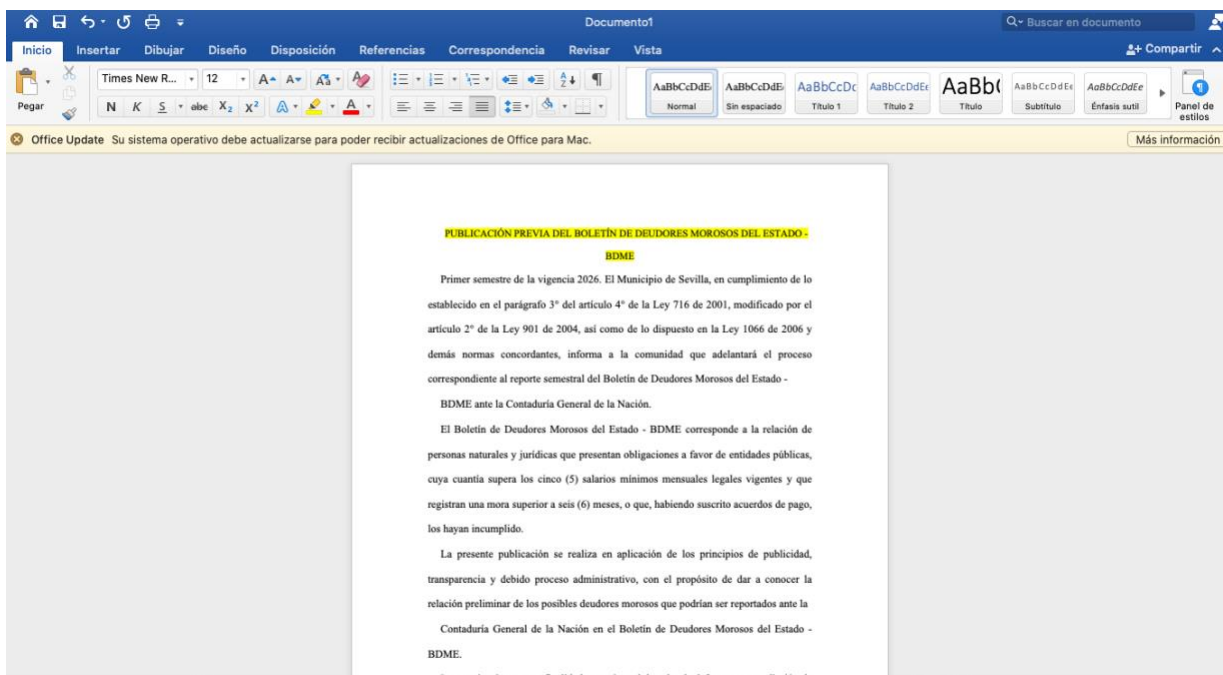 Documento1
Buscar en documento
Inicio Insertar Dibujar Diseño Disposición Referencias Correspondencia Revisar Vista Compartir
Pegar Times New R... 12 A A Aa A
N K S abc X₂ X² A A
AaBbCcDdE AaBbCcDdE AaBbCcDc AaBbCcDdEe AaBb( AaBbCcDdEe AaBbCcDdEe
Normal Sin espaciado Título 1 Título 2 Título Subtítulo Énfasis sutil Panel de
estilos
Office Update Su sistema operativo debe actualizarse para poder recibir actualizaciones de Office para Mac. Más información
PUBLICACIÓN PREVIA DEL BOLETÍN DE DEUDORES MOROSOS DEL ESTADO -
BDME
Primer semestre de la vigencia 2026. El Municipio de Sevilla, en cumplimiento de lo
establecido en el parágrafo 3° del artículo 4° de la Ley 716 de 2001, modificado por el
artículo 2° de la Ley 901 de 2004, así como de lo dispuesto en la Ley 1066 de 2006 y
demás normas concordantes, informa a la comunidad que adelantará el proceso
correspondiente al reporte semestral del Boletín de Deudores Morosos del Estado -
BDME ante la Contaduría General de la Nación.
El Boletín de Deudores Morosos del Estado - BDME corresponde a la relación de
personas naturales y jurídicas que presentan obligaciones a favor de entidades públicas,
cuya cuantía supera los cinco (5) salarios mínimos mensuales legales vigentes y que
registran una mora superior a seis (6) meses, o que, habiendo suscrito acuerdos de pago,
los hayan incumplido.
La presente publicación se realiza en aplicación de los principios de publicidad,
transparencia y debido proceso administrativo, con el propósito de dar a conocer la
relación preliminar de los posibles deudores morosos que podrían ser reportados ante la
Contaduría General de la Nación en el Boletín de Deudores Morosos del Estado -
BDME.